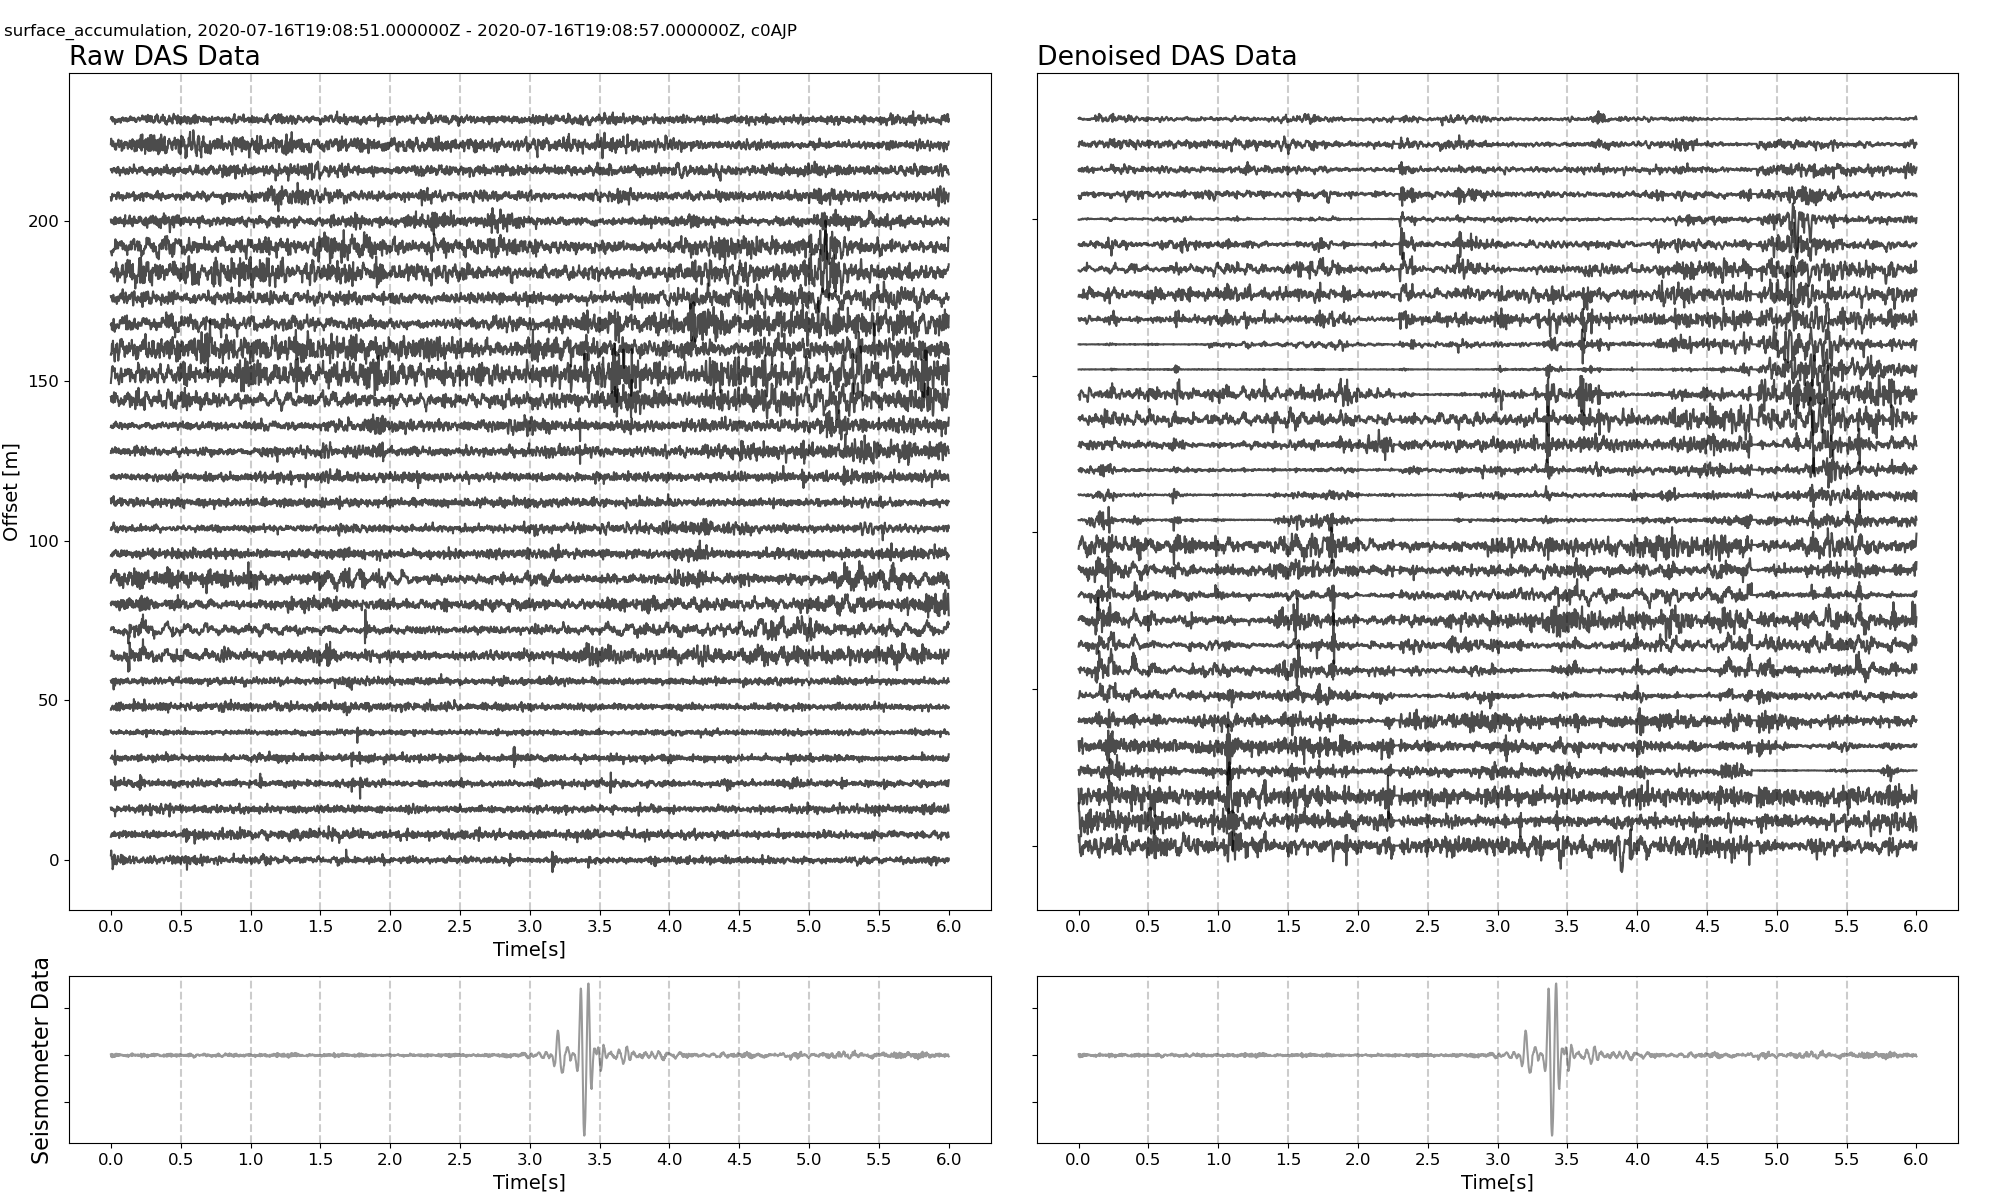 surface_accumulation, 2020-07-16T19:08:51.000000Z - 2020-07-16T19:08:57.000000Z, c0AJP
Raw DAS Data
Denoised DAS Data
Offset [m]
200
150
100
50
0
0.0 0.5 1.0 1.5 2.0 2.5 3.0 3.5 4.0 4.5 5.0 5.5 6.0
Time[s]
0.0 0.5 1.0 1.5 2.0 2.5 3.0 3.5 4.0 4.5 5.0 5.5 6.0
Seismometer Data
0.0 0.5 1.0 1.5 2.0 2.5 3.0 3.5 4.0 4.5 5.0 5.5 6.0
Time[s]
0.0 0.5 1.0 1.5 2.0 2.5 3.0 3.5 4.0 4.5 5.0 5.5 6.0
Time[s]